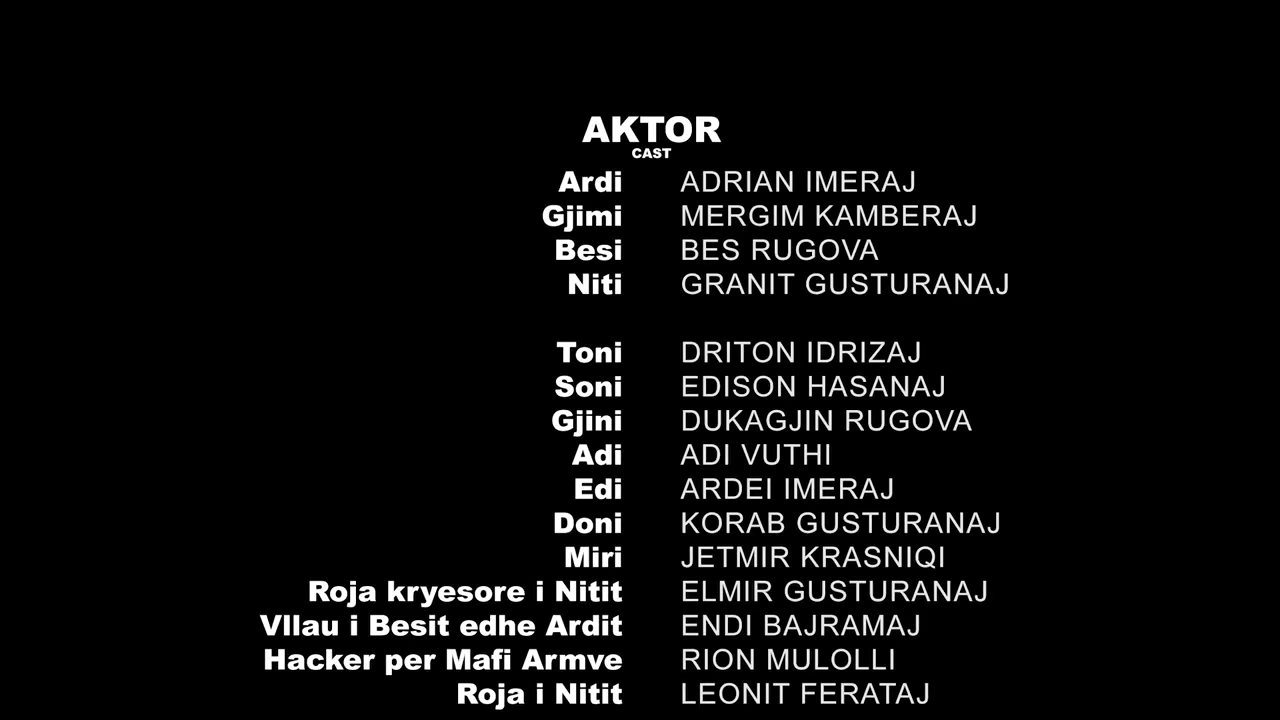 AKTOR
CAST
Ardi ADRIAN IMERAJ
Gjimi MERGIM KAMBERAJ
Besi BES RUGOVA
Niti GRANIT GUSTURANAJ
Toni DRITON IDRIZAJ
Soni EDISON HASANAJ
Gjini DUKAGJIN RUGOVA
Adi ADI VUTHI
Edi ARDEI IMERAJ
Doni KORAB GUSTURANAJ
Miri JETMIR KRASNIQI
Roja kryesore i Nitit ELMIR GUSTURANAJ
Vllau i Besit edhe Ardit ENDI BAJRAMAJ
Hacker per Mafi Armve RION MULOLLI
Roja i Nitit LEONIT FERATAJ